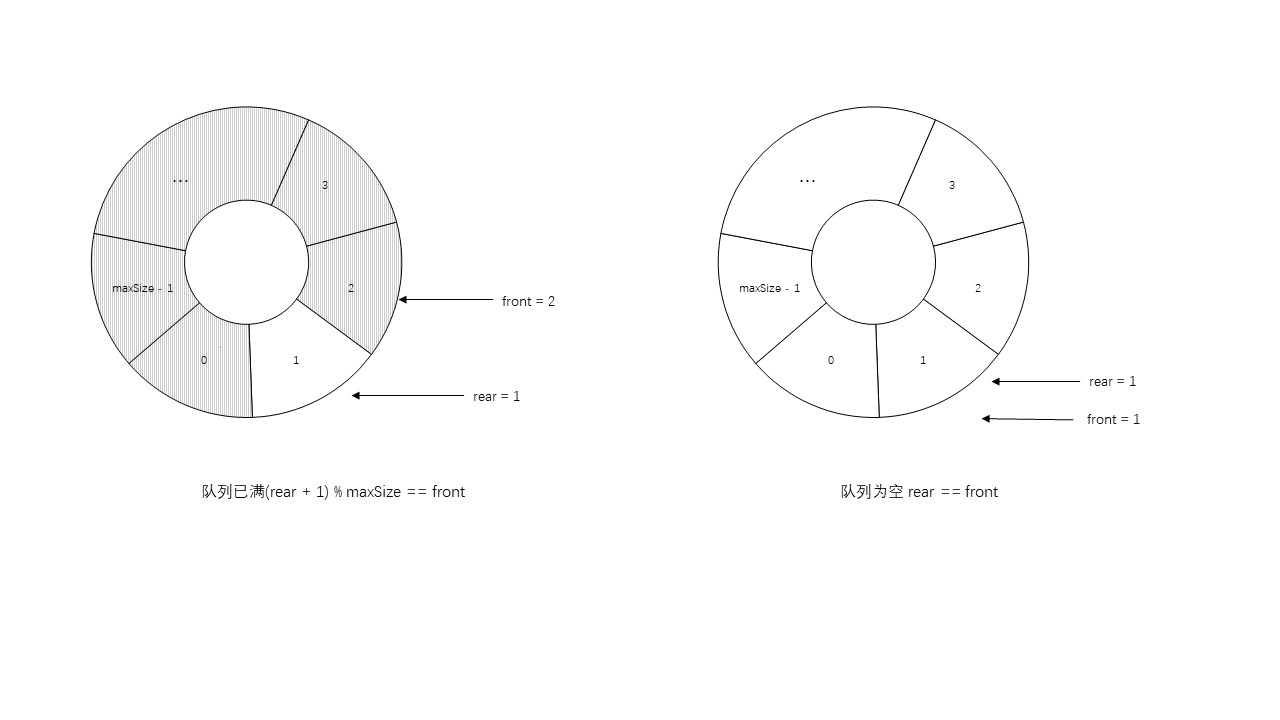 ...
3
maxSize - 1
2
front = 2
0
1
rear = 1
队列已满(rear + 1) % maxSize == front
...
3
maxSize - 1
2
0
1
rear = 1
front = 1
队列为空 rear == front